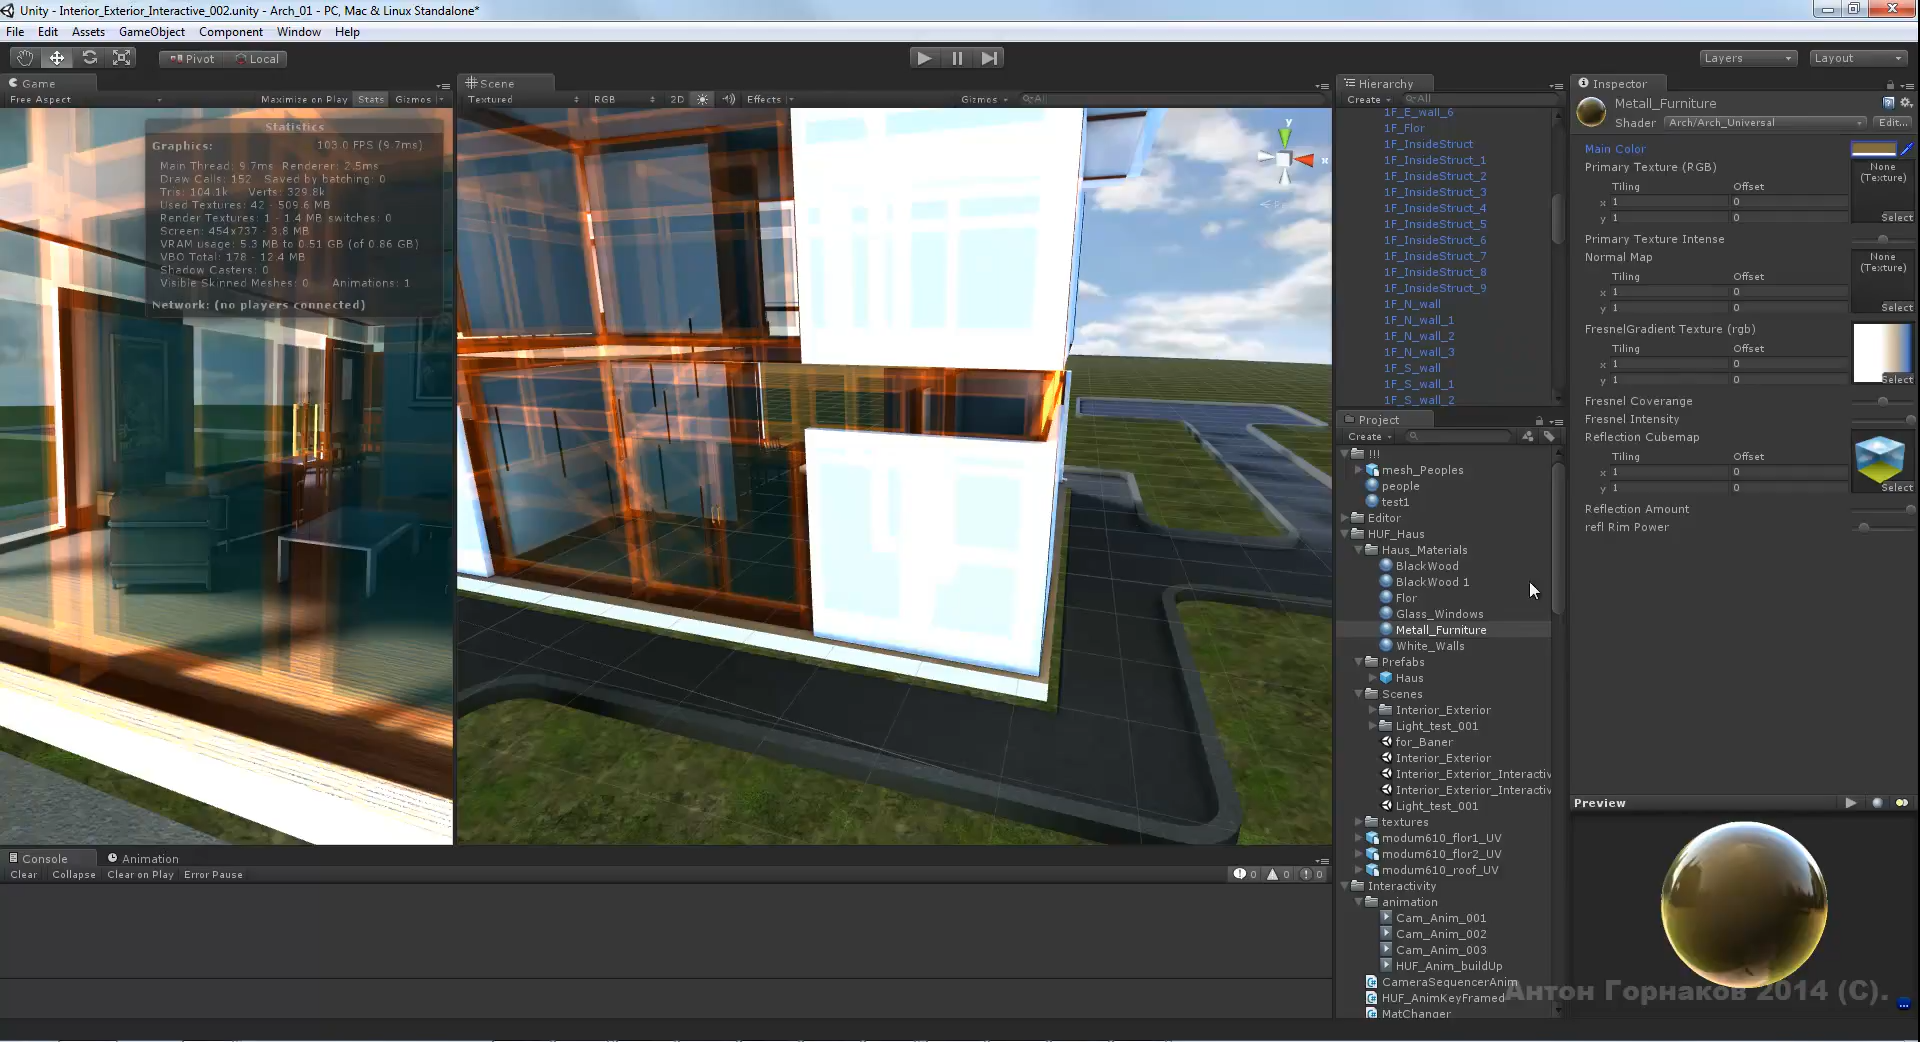 Unity - Interior_Exterior_Interactive_002.unity - Arch_01 - PC, Mac & Linux Standalone*
File Edit Assets GameObject Component Window Help
Pivot Local
Layers Layout
Game
Free Aspect Maximize on Play Stats Gizmos
Statistics
Graphics: 103.0 FPS (9.7ms)
Main Thread: 9.7ms Renderer: 2.5ms
Draw Calls: 152 Saved by batching: 0
Tris: 104.1k Verts: 329.8k
Used Textures: 42 - 509.6 MB
Render Textures: 1 - 1.4 MB switches: 0
Screen: 454x737 - 3.8 MB
VRAM usage: 5.3 MB to 0.51 GB (of 0.86 GB)
VBO Total: 178 - 12.4 MB
Shadow Casters: 0
Visible Skinned Meshes: 0 Animations: 1
Network: (no players connected)
Scene
Textured RGB 2D Effects Gizmos All
y
x
Hierarchy
Create All
1F_E_wall_6
1F_Flor
1F_InsideStruct
1F_InsideStruct_1
1F_InsideStruct_2
1F_InsideStruct_3
1F_InsideStruct_4
1F_InsideStruct_5
1F_InsideStruct_6
1F_InsideStruct_7
1F_InsideStruct_8
1F_InsideStruct_9
1F_N_wall
1F_N_wall_1
1F_N_wall_2
1F_N_wall_3
1F_S_wall
1F_S_wall_1
1F_S_wall_2
Project
Create
!!!
mesh_Peoples
people
test1
Editor
HUF_Haus
Haus_Materials
BlackWood
BlackWood 1
Flor
Glass_Windows
Metall_Furniture
White_Walls
Prefabs
Haus
Scenes
Interior_Exterior
Light_test_001
for_Baner
Interior_Exterior
Interior_Exterior_Interactiv
Interior_Exterior_Interactiv
Light_test_001
textures
modum610_flor1_UV
modum610_flor2_UV
modum610_roof_UV
Interactivity
animation
Cam_Anim_001
Cam_Anim_002
Cam_Anim_003
HUF_Anim_buildUp
CameraSequencerAnim
HUF_AnimKeyFramed
MatChanger
Inspector
Metall_Furniture
Shader Arch/Arch_Universal Edit...
Main Color
Primary Texture (RGB) None (Texture)
Tiling Offset
x 1 0
y 1 0 Select
Primary Texture Intense
Normal Map None (Texture)
Tiling Offset
x 1 0
y 1 0 Select
FresnelGradient Texture (rgb)
Tiling Offset
x 1 0
y 1 0 Select
Fresnel Coverange
Fresnel Intensity
Reflection Cubemap
Tiling Offset
x 1 0
y 1 0 Select
Reflection Amount
refl Rim Power
Preview
Console Animation
Clear Collapse Clear on Play Error Pause 0 0 0
Антон Горнаков 2014 (C).